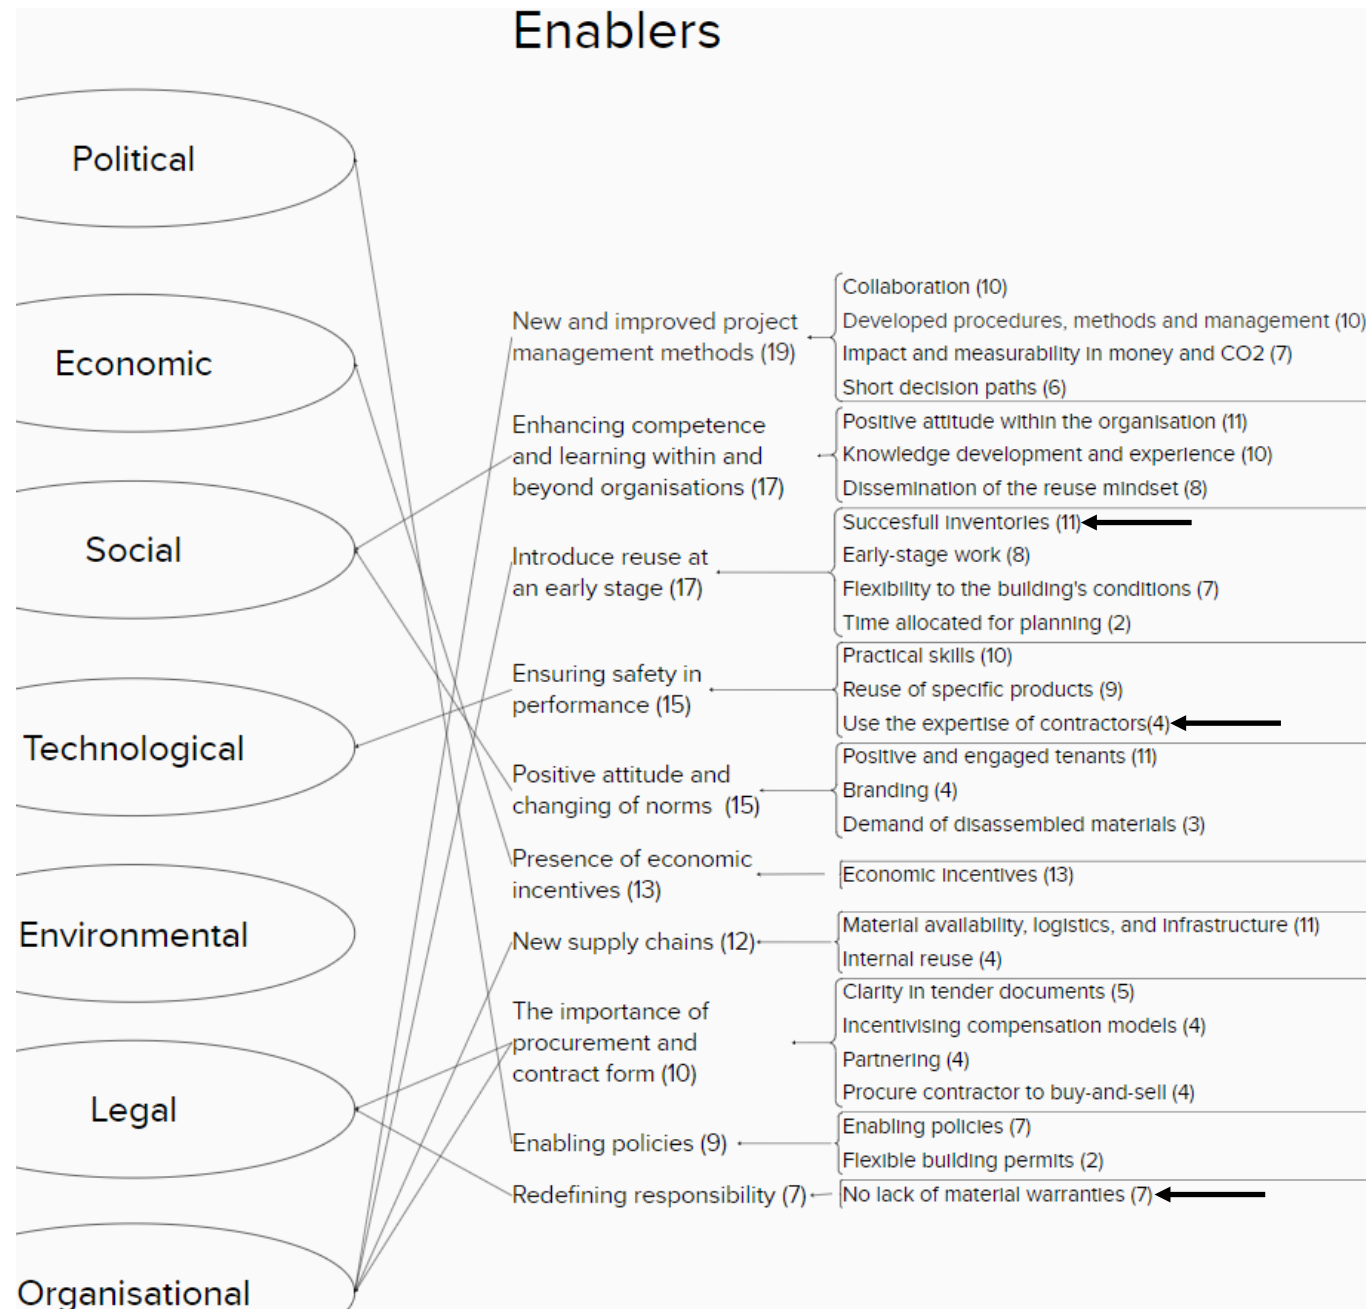 Enablers
Political
Economic
Social
Technological
Environmental
Legal
Organisational
New and improved project
management methods (19)
Collaboration (10)
Developed procedures, methods and management (10)
Impact and measurability in money and CO2 (7)
Short decision paths (6)
Enhancing competence
and learning within and
beyond organisations (17)
Positive attitude within the organisation (11)
Knowledge development and experience (10)
Dissemination of the reuse mindset (8)
Introduce reuse at
an early stage (17)
Succesfull inventories (11)
Early-stage work (8)
Flexibility to the building's conditions (7)
Time allocated for planning (2)
Ensuring safety in
performance (15)
Practical skills (10)
Reuse of specific products (9)
Use the expertise of contractors(4)
Positive attitude and
changing of norms (15)
Positive and engaged tenants (11)
Branding (4)
Demand of disassembled materials (3)
Presence of economic
incentives (13)
Economic incentives (13)
New supply chains (12)
Material availability, logistics, and infrastructure (11)
Internal reuse (4)
The importance of
procurement and
contract form (10)
Clarity in tender documents (5)
Incentivising compensation models (4)
Partnering (4)
Procure contractor to buy-and-sell (4)
Enabling policies (9)
Enabling policies (7)
Flexible building permits (2)
Redefining responsibility (7)
No lack of material warranties (7)